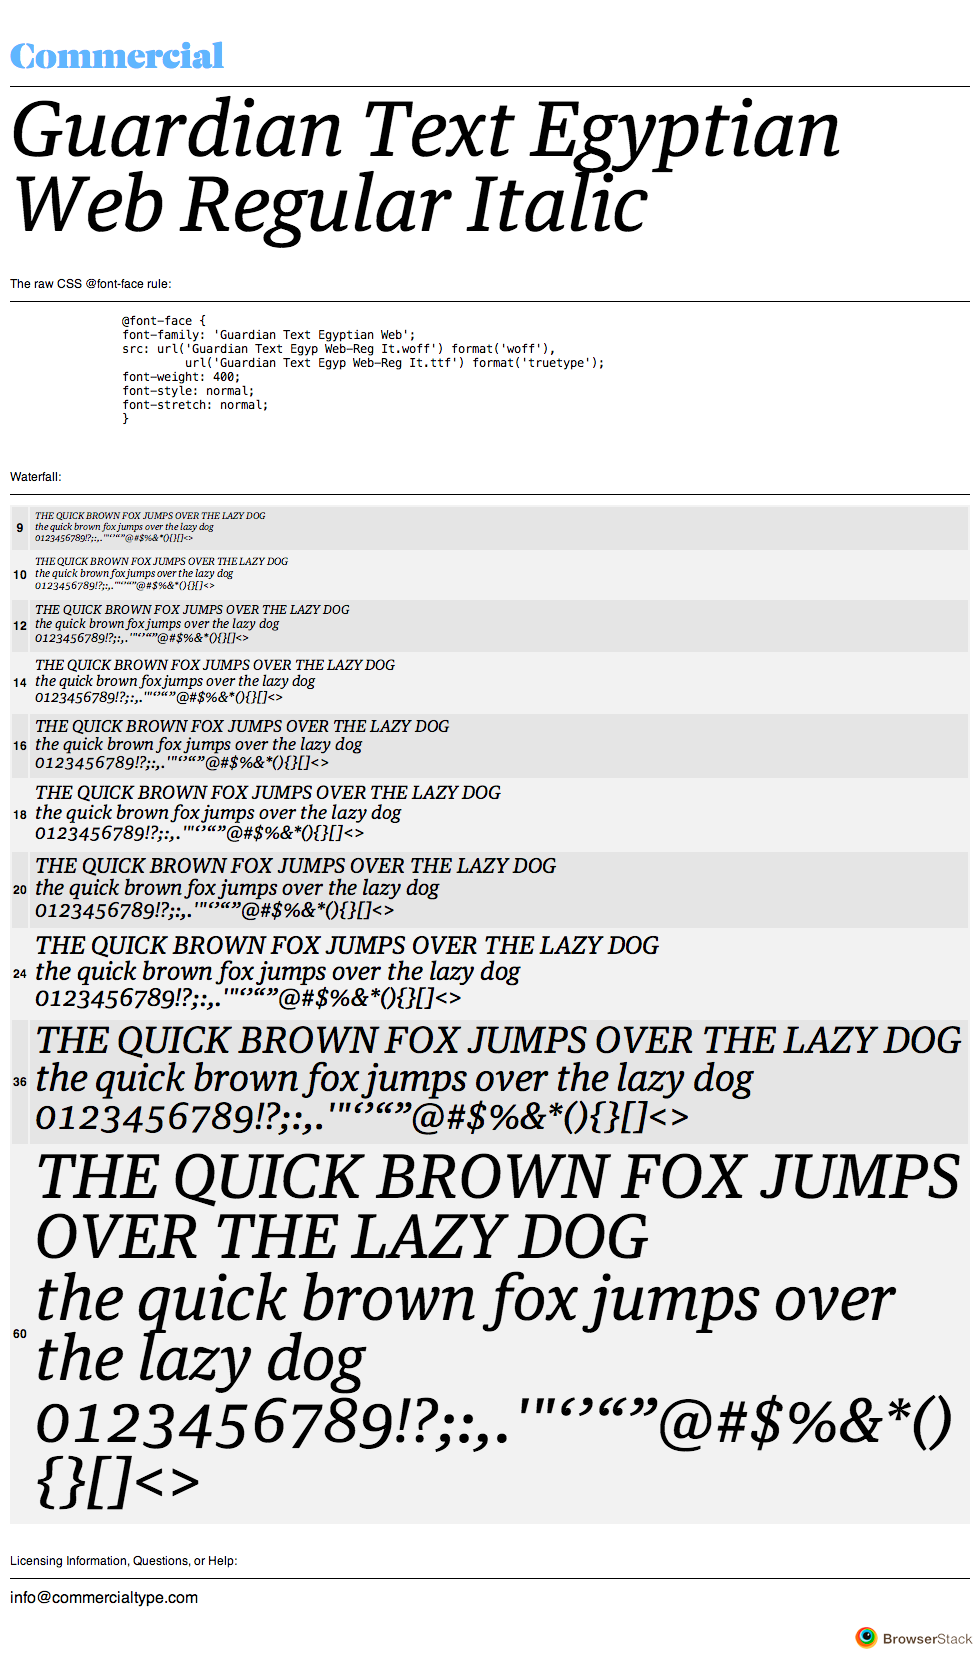 Commercial
Guardian Text Egyptian
Web Regular Italic
The raw CSS @font-face rule:
@font-face {
font-family: 'Guardian Text Egyptian Web';
src: url('Guardian Text Egyp Web-Reg It.woff') format('woff'),
url('Guardian Text Egyp Web-Reg It.ttf') format('truetype');
font-weight: 400;
font-style: normal;
font-stretch: normal;
}
Waterfall:
THE QUICK BROWN FOX JUMPS OVER THE LAZY DOG
9 the quick brown fox jumps over the lazy dog
0123456789!?;:,.'"‘’“”@#$%&*(){}[]<>
THE QUICK BROWN FOX JUMPS OVER THE LAZY DOG
10 the quick brown fox jumps over the lazy dog
0123456789!?;:,.'"‘’“”@#$%&*(){}[]<>
THE QUICK BROWN FOX JUMPS OVER THE LAZY DOG
12 the quick brown fox jumps over the lazy dog
0123456789!?;:,.'"‘’“”@#$%&*(){}[]<>
THE QUICK BROWN FOX JUMPS OVER THE LAZY DOG
14 the quick brown fox jumps over the lazy dog
0123456789!?;:,.'"‘’“”@#$%&*(){}[]<>
THE QUICK BROWN FOX JUMPS OVER THE LAZY DOG
16 the quick brown fox jumps over the lazy dog
0123456789!?;:,.'"‘’“”@#$%&*(){}[]<>
THE QUICK BROWN FOX JUMPS OVER THE LAZY DOG
18 the quick brown fox jumps over the lazy dog
0123456789!?;:,.'"‘’“”@#$%&*(){}[]<>
THE QUICK BROWN FOX JUMPS OVER THE LAZY DOG
20 the quick brown fox jumps over the lazy dog
0123456789!?;:,.'"‘’“”@#$%&*(){}[]<>
THE QUICK BROWN FOX JUMPS OVER THE LAZY DOG
24 the quick brown fox jumps over the lazy dog
0123456789!?;:,.'"‘’“”@#$%&*(){}[]<>
THE QUICK BROWN FOX JUMPS OVER THE LAZY DOG
36 the quick brown fox jumps over the lazy dog
0123456789!?;:,.'"‘’“”@#$%&*(){}[]<>
THE QUICK BROWN FOX JUMPS
OVER THE LAZY DOG
the quick brown fox jumps over
60 the lazy dog
0123456789!?;:,.'"‘’“”@#$%&*()
{}[]<>
Licensing Information, Questions, or Help:
info@commercialtype.com
BrowserStack